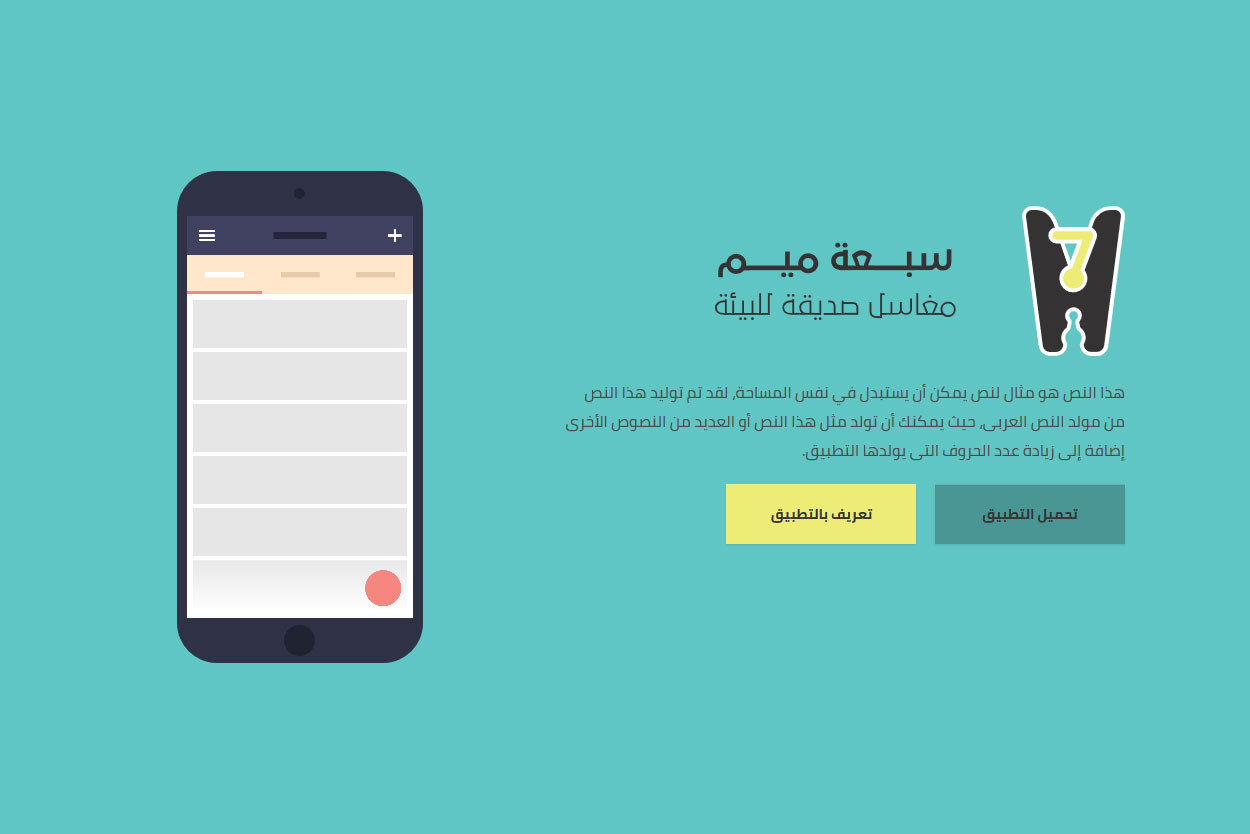 سبعة ميم
مغاسل صديقة للبيئة
هذا النص هو مثال لنص يمكن أن يستبدل في نفس المساحة, لقد تم توليد هذا النص
من مولد النص العربى, حيث يمكنك أن تولد مثل هذا النص أو العديد من النصوص الأخرى
إضافة إلى زيادة عدد الحروف التى يولدها التطبيق.
تحميل التطبيق
تعريف بالتطبيق